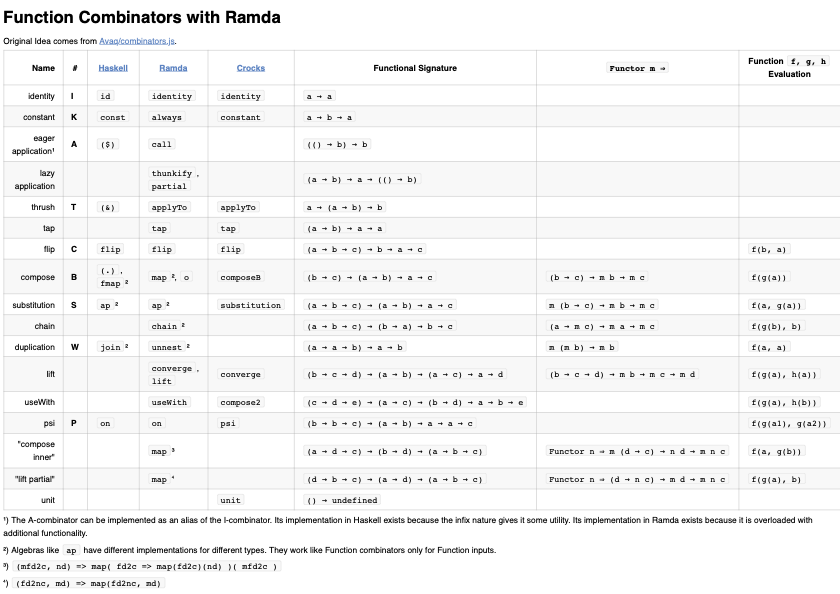 Function Combinators with Ramda
Original Idea comes from Avaq/combinators.js.
Name # Haskell Ramda Crocks Functional Signature Functor m ⇒ Function f, g, h Evaluation
identity I id identity identity a → a
constant K const always constant a → b → a
eager application¹ A ($) call (() → b) → b
lazy application thunkify , partial (a → b) → a → (() → b)
thrush T (&) applyTo applyTo a → (a → b) → b
tap tap tap (a → b) → a → a
flip C flip flip flip (a → b → c) → b → a → c f(b, a)
compose B (.) , fmap ² map ², o composeB (b → c) → (a → b) → a → c (b → c) → m b → m c f(g(a))
substitution S ap ² ap ² substitution (a → b → c) → (a → b) → a → c m (b → c) → m b → m c f(a, g(a))
chain chain ² (a → b → c) → (b → a) → b → c (a → m c) → m a → m c f(g(b), b)
duplication W join ² unnest ² (a → a → b) → a → b m (m b) → m b f(a, a)
lift converge , lift converge (b → c → d) → (a → b) → (a → c) → a → d (b → c → d) → m b → m c → m d f(g(a), h(a))
useWith useWith compose2 (c → d → e) → (a → c) → (b → d) → a → b → e f(g(a), h(b))
psi P on on psi (b → b → c) → (a → b) → a → a → c f(g(a1), g(a2))
"compose inner" map ³ (a → d → c) → (b → d) → (a → b → c) Functor n ⇒ m (d → c) → n d → m n c f(a, g(b))
"lift partial" map ⁴ (d → b → c) → (a → d) → (a → b → c) Functor n ⇒ (d → n c) → m d → m n c f(g(a), b)
unit unit () → undefined
¹) The A-combinator can be implemented as an alias of the I-combinator. Its implementation in Haskell exists because the infix nature gives it some utility. Its implementation in Ramda exists because it is overloaded with
additional functionality.
²) Algebras like ap have different implementations for different types. They work like Function combinators only for Function inputs.
³) (mfd2c, nd) => map( fd2c => map(fd2c)(nd) )( mfd2c )
⁴) (fd2nc, md) => map(fd2nc, md)